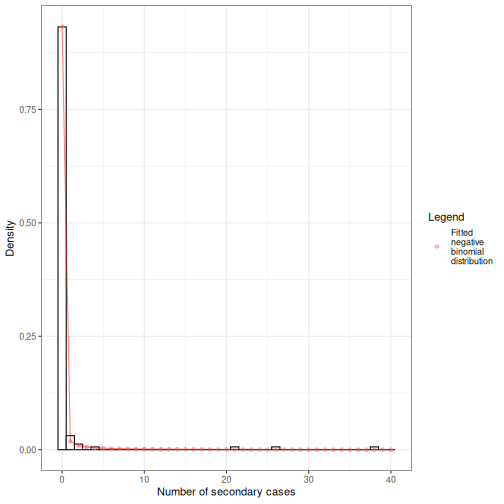 Density
0.75
0.50
0.25
0.00
0
10
20
30
40
Number of secondary cases
Legend
Fitted
negative
binomial
distribution